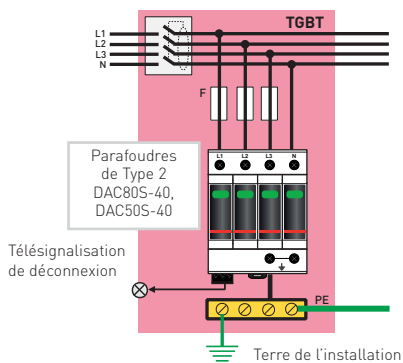 TGBT
L1
L2
L3
N
F
L1 L2 L3 N
Parafoudres
de Type 2
DAC80S-40,
DAC50S-40
Télésignalisation
de déconnexion
PE
Terre de l'installation